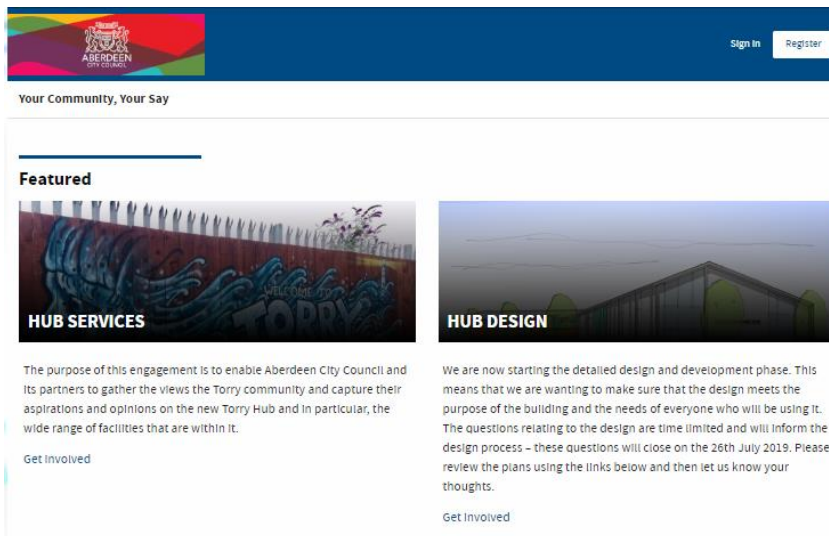 ABERDEEN
CITY COUNCIL
Sign In
Register
Your Community, Your Say
Featured
WELCOME TO
TORRY
HUB SERVICES
HUB DESIGN
The purpose of this engagement is to enable Aberdeen City Council and
its partners to gather the views the Torry community and capture their
aspirations and opinions on the new Torry Hub and in particular, the
wide range of facilities that are within it.
Get Involved
We are now starting the detailed design and development phase. This
means that we are wanting to make sure that the design meets the
purpose of the building and the needs of everyone who will be using it.
The questions relating to the design are time limited and will inform the
design process – these questions will close on the 26th July 2019. Please
review the plans using the links below and then let us know your
thoughts.
Get Involved